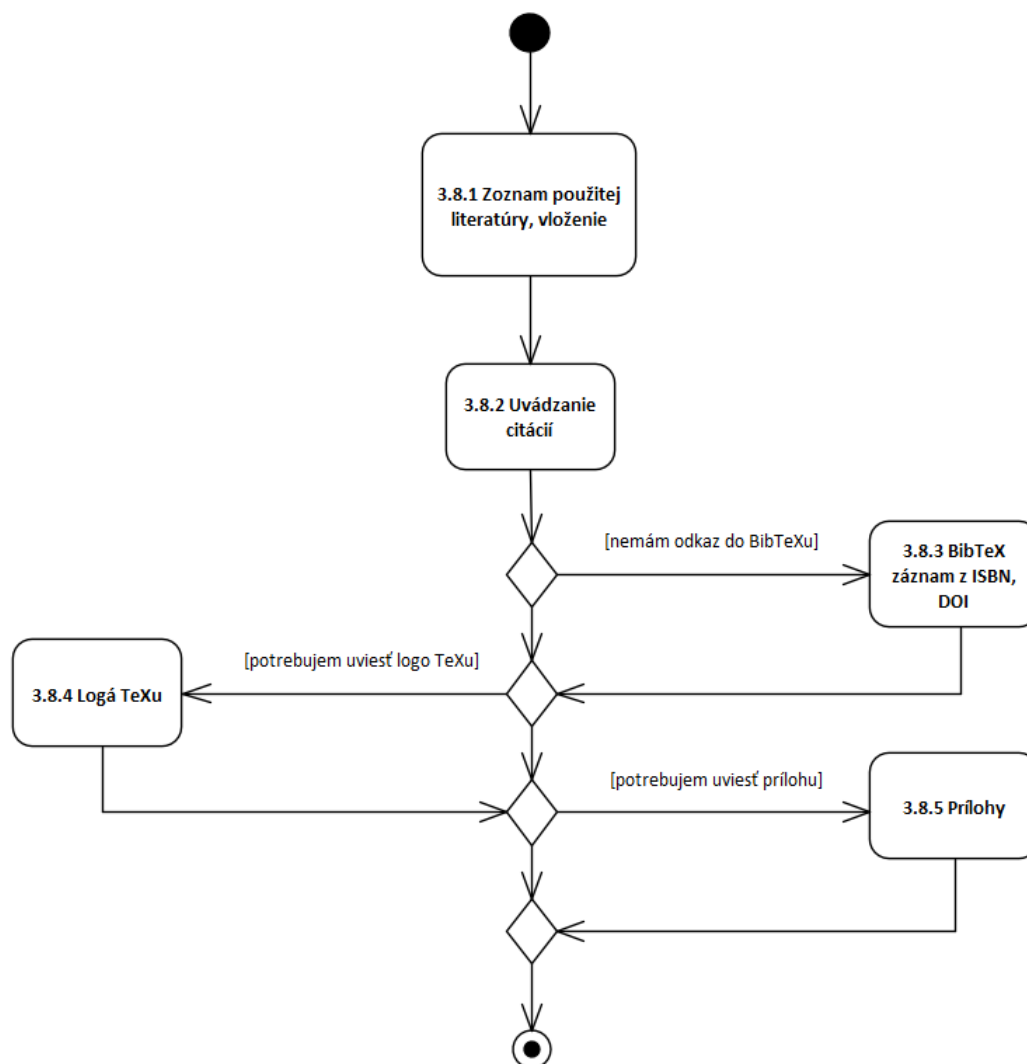 3.8.1 Zoznam použitej
literatúry, vloženie
3.8.2 Uvádzanie
citácií
[nemám odkaz do BibTeXu]
3.8.3 BibTeX
záznam z ISBN,
DOI
[potrebujem uviesť logo TeXu]
3.8.4 Logá TeXu
[potrebujem uviesť prílohu]
3.8.5 Prílohy